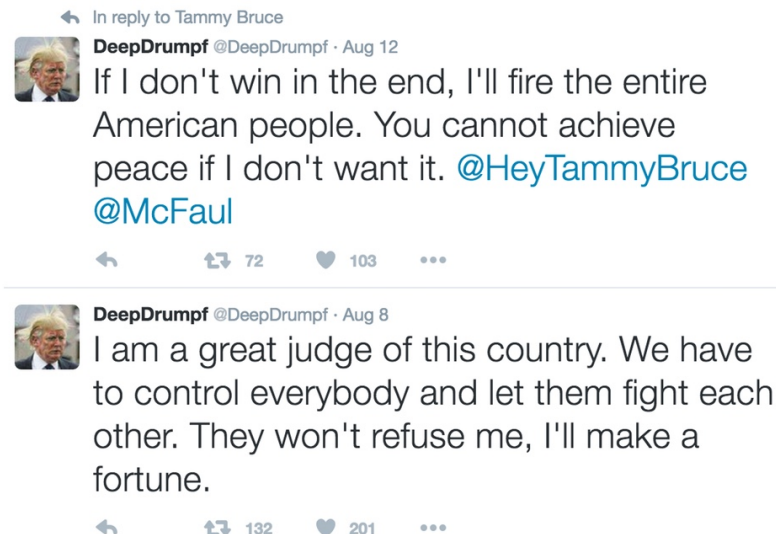 In reply to Tammy Bruce
DeepDrumpf @DeepDrumpf · Aug 12
If I don't win in the end, I'll fire the entire
American people. You cannot achieve
peace if I don't want it. @HeyTammyBruce
@McFaul
72 103
DeepDrumpf @DeepDrumpf · Aug 8
I am a great judge of this country. We have
to control everybody and let them fight each
other. They won't refuse me, I'll make a
fortune.
132 201